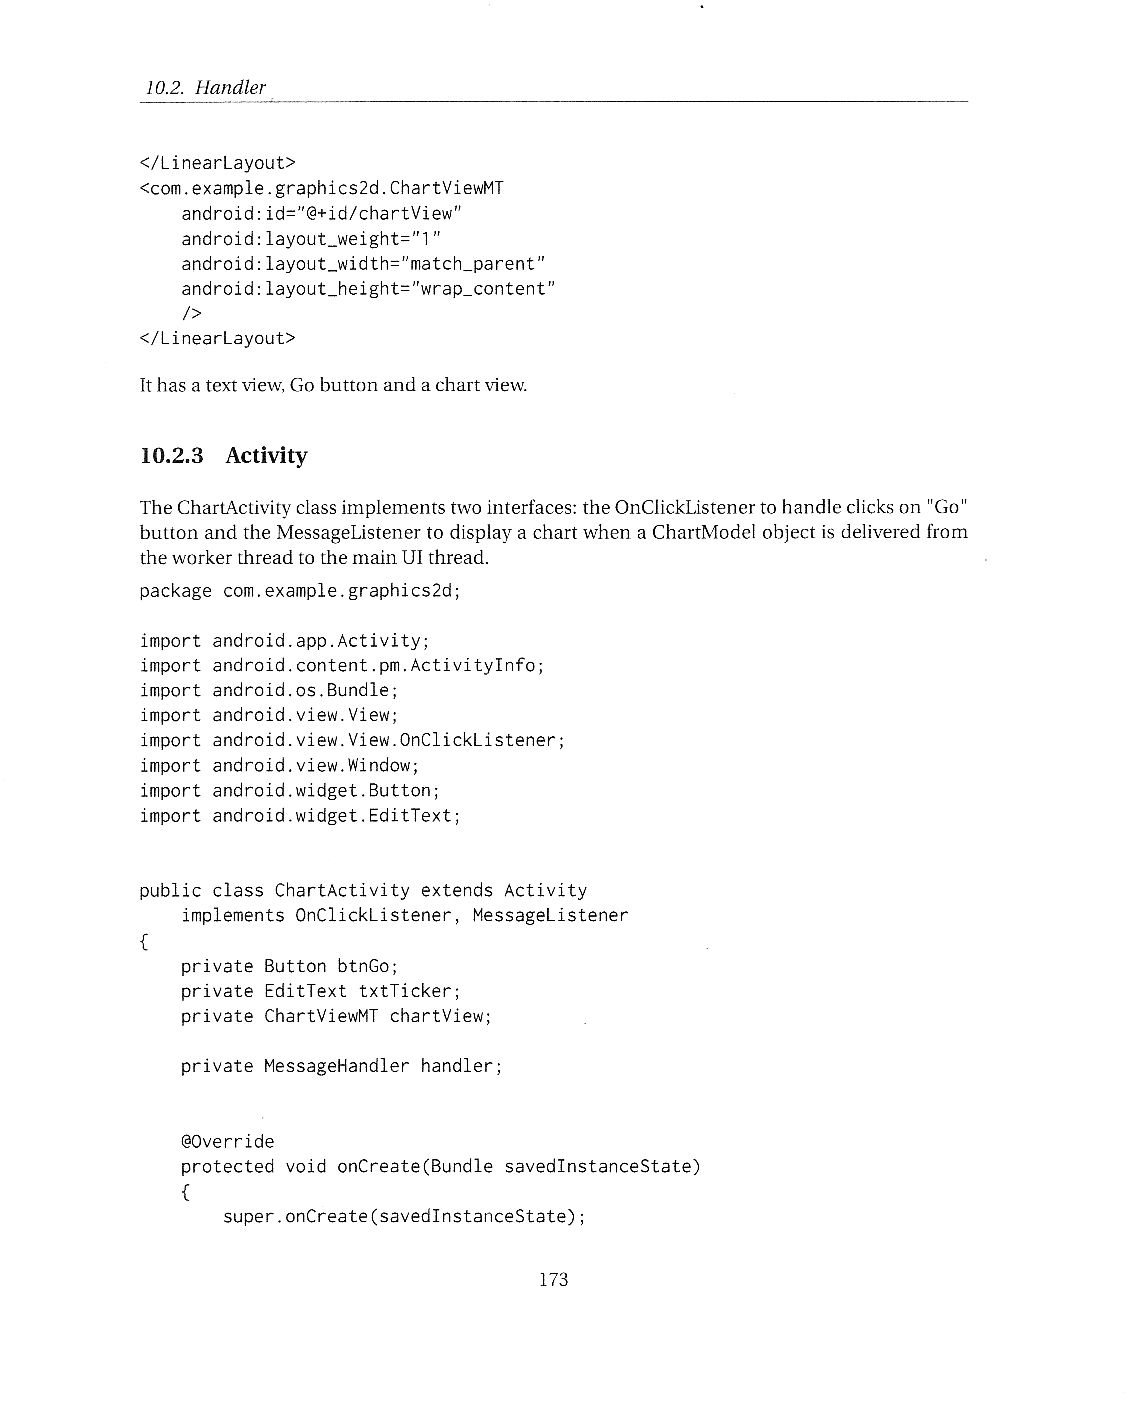 10.2. Handler
</LinearLayout>
<com.example.graphics2d.ChartViewMT
    android:id="@+id/chartView"
    android:layout_weight="1"
    android:layout_width="match_parent"
    android:layout_height="wrap_content"
    />
</LinearLayout>
It has a text view, Go button and a chart view.
10.2.3 Activity
The ChartActivity class implements two interfaces: the OnClickListener to handle clicks on "Go"
button and the MessageListener to display a chart when a ChartModel object is delivered from
the worker thread to the main UI thread.
package com.example.graphics2d;
import android.app.Activity;
import android.content.pm.ActivityInfo;
import android.os.Bundle;
import android.view.View;
import android.view.View.OnClickListener;
import android.view.Window;
import android.widget.Button;
import android.widget.EditText;
public class ChartActivity extends Activity
    implements OnClickListener, MessageListener
{
    private Button btnGo;
    private EditText txtTicker;
    private ChartViewMT chartView;
    private MessageHandler handler;
    @Override
    protected void onCreate(Bundle savedInstanceState)
    {
        super.onCreate(savedInstanceState);
173